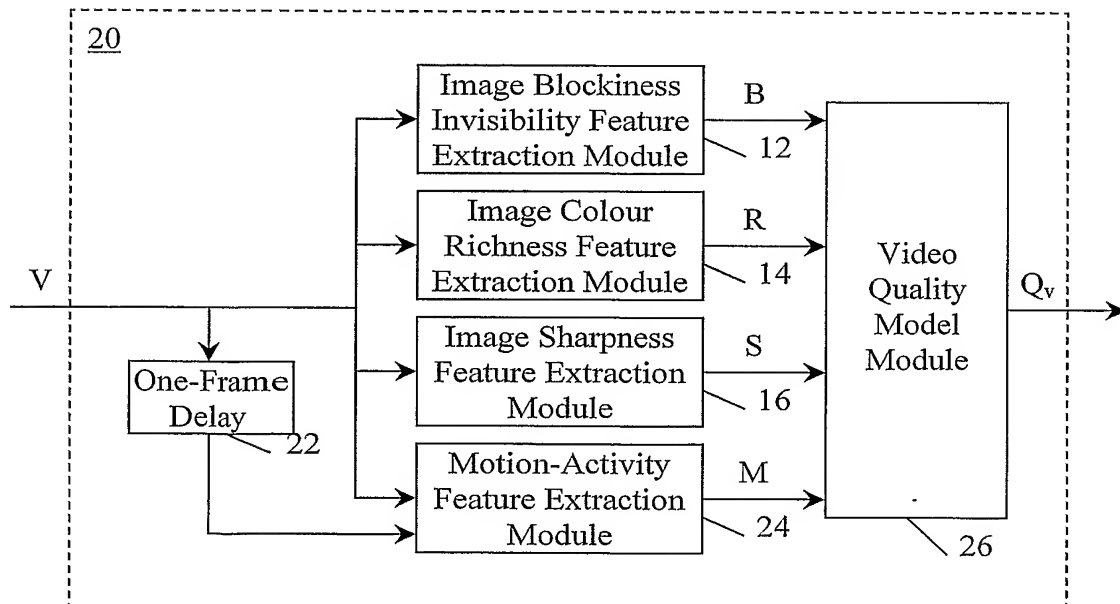 20
Image Blockiness
Invisibility Feature
Extraction Module
B
12
Image Colour
Richness Feature
Extraction Module
R
14
V
Video
Quality
Model
Module
Qv
Image Sharpness
Feature Extraction
Module
S
16
One-Frame
Delay
22
Motion-Activity
Feature Extraction
Module
M
24
26